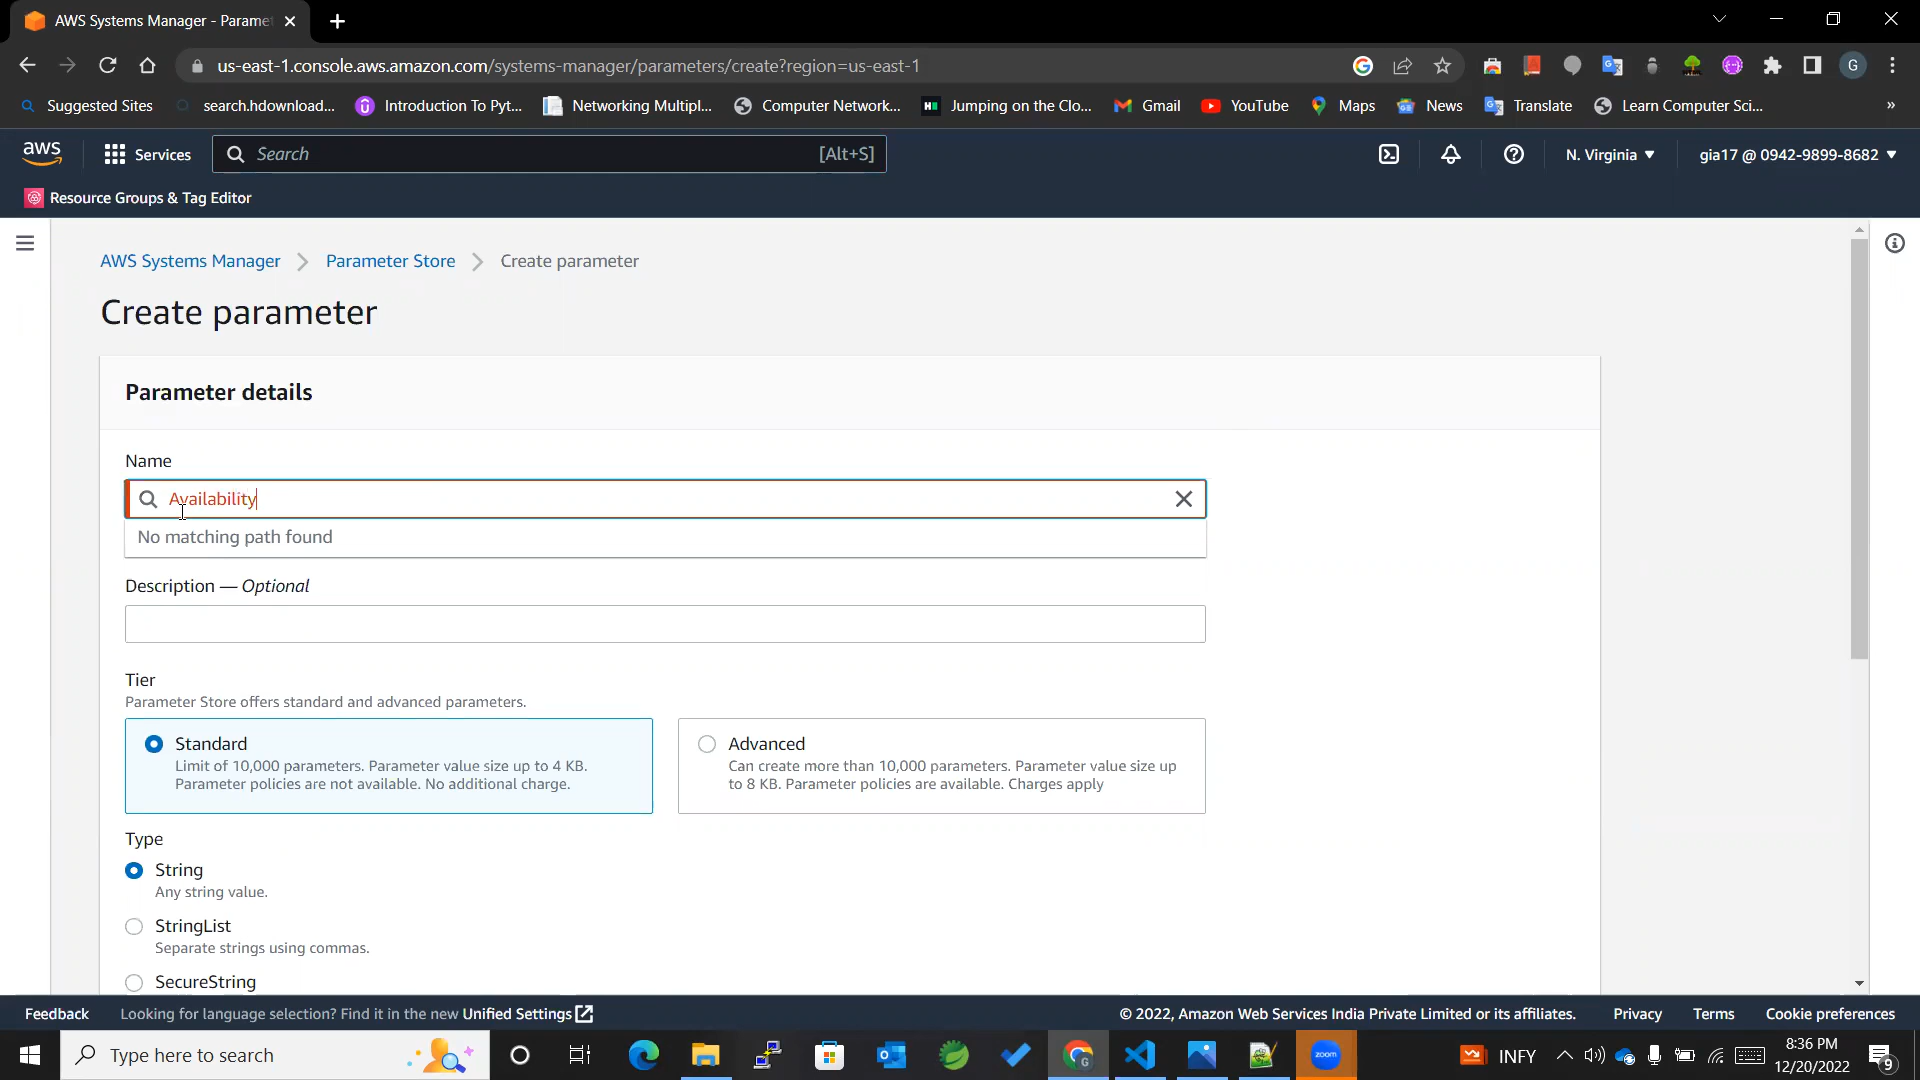 AWS Systems Manager - Parame
us-east-1.console.aws.amazon.com/systems-manager/parameters/create?region=us-east-1
G
Suggested Sites
search.hdownload...
Introduction To Pyt...
Networking Multipl...
Computer Network...
Jumping on the Clo...
Gmail
YouTube
Maps
News
Translate
Learn Computer Sci...
»
aws
Services
Search
[Alt+S]
N. Virginia
gia17 @ 0942-9899-8682
Resource Groups & Tag Editor
AWS Systems Manager
Parameter Store
Create parameter
Create parameter
Parameter details
Name
Availability
No matching path found
Description — Optional
Tier
Parameter Store offers standard and advanced parameters.
Standard
Limit of 10,000 parameters. Parameter value size up to 4 KB.
Parameter policies are not available. No additional charge.
Advanced
Can create more than 10,000 parameters. Parameter value size up
to 8 KB. Parameter policies are available. Charges apply
Type
String
Any string value.
StringList
Separate strings using commas.
SecureString
Feedback
Looking for language selection? Find it in the new Unified Settings
© 2022, Amazon Web Services India Private Limited or its affiliates.
Privacy
Terms
Cookie preferences
Type here to search
zoom
INFY
8:36 PM
12/20/2022
9